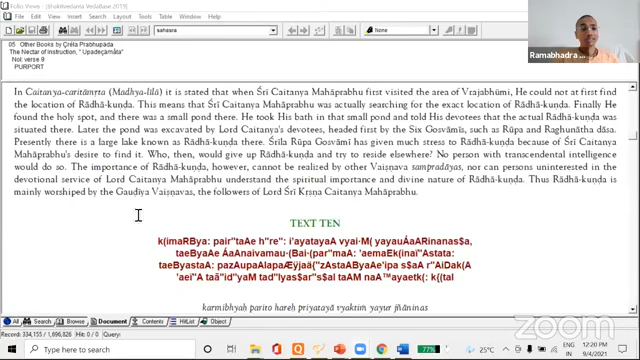 Folio Views - [Bhaktivedanta VedaBase 2019]
File Edit View
sahasra
None
Ramabhadra
05 Other Books by Çréla Prabhupäda
The Nectar of Instruction, "Upadeçämåta"
NoI: verse 9
PURPORT
In Caitanya-caritāmṛta (Madhya-līlā) it is stated that when Śrī Caitanya Mahāprabhu first visited the area of Vrajabhūmi, He could not at first find
the location of Rādhā-kuṇḍa. This means that Śrī Caitanya Mahāprabhu was actually searching for the exact location of Rādhā-kuṇḍa. Finally He
found the holy spot, and there was a small pond there. He took His bath in that small pond and told His devotees that the actual Rādhā-kuṇḍa was
situated there. Later the pond was excavated by Lord Caitanya's devotees, headed first by the Six Gosvāmīs, such as Rūpa and Raghunātha dāsa.
Presently there is a large lake known as Rādhā-kuṇḍa there. Śrīla Rūpa Gosvāmī has given much stress to Rādhā-kuṇḍa because of Śrī Caitanya
Mahāprabhu's desire to find it. Who, then, would give up Rādhā-kuṇḍa and try to reside elsewhere? No person with transcendental intelligence
would do so. The importance of Rādhā-kuṇḍa, however, cannot be realized by other Vaiṣṇava sampradāyas, nor can persons uninterested in the
devotional service of Lord Caitanya Mahāprabhu understand the spiritual importance and divine nature of Rādhā-kuṇḍa. Thus Rādhā-kuṇḍa is
mainly worshiped by the Gauḍīya Vaiṣṇavas, the followers of Lord Śrī Kṛṣṇa Caitanya Mahāprabhu.
TEXT TEN
karmibhyah parito hareḥ priyatayā vyaktiṁ yayur jñāninas
All Search Browse Document Contents Hit List Object
Record: 334,155 / 1,696,826 Hit: 0 / 0 Query:
zoom
Type here to search
77%
25°C
ENG
IN
12:20 PM
9/4/2021